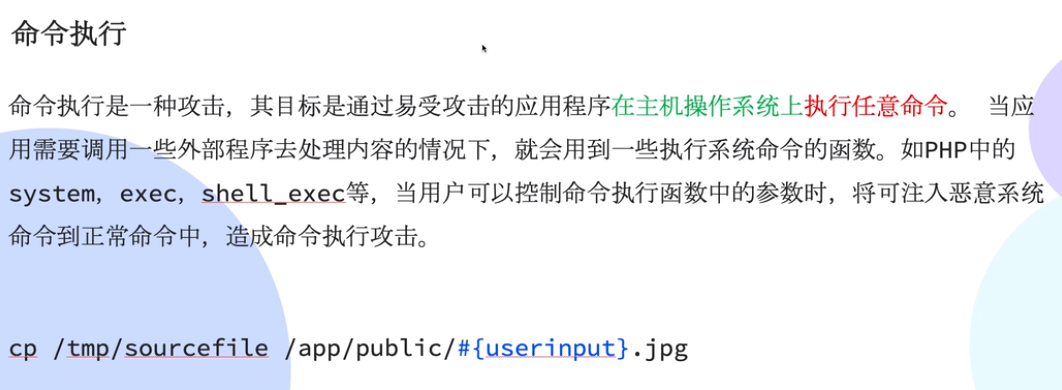 命令执行
命令执行是一种攻击，其目标是通过易受攻击的应用程序在主机操作系统上执行任意命令。 当应
用需要调用一些外部程序去处理内容的情况下，就会用到一些执行系统命令的函数。如PHP中的
system，exec，shell_exec等，当用户可以控制命令执行函数中的参数时，将可注入恶意系统
命令到正常命令中，造成命令执行攻击。
cp /tmp/sourcefile /app/public/#{userinput}.jpg